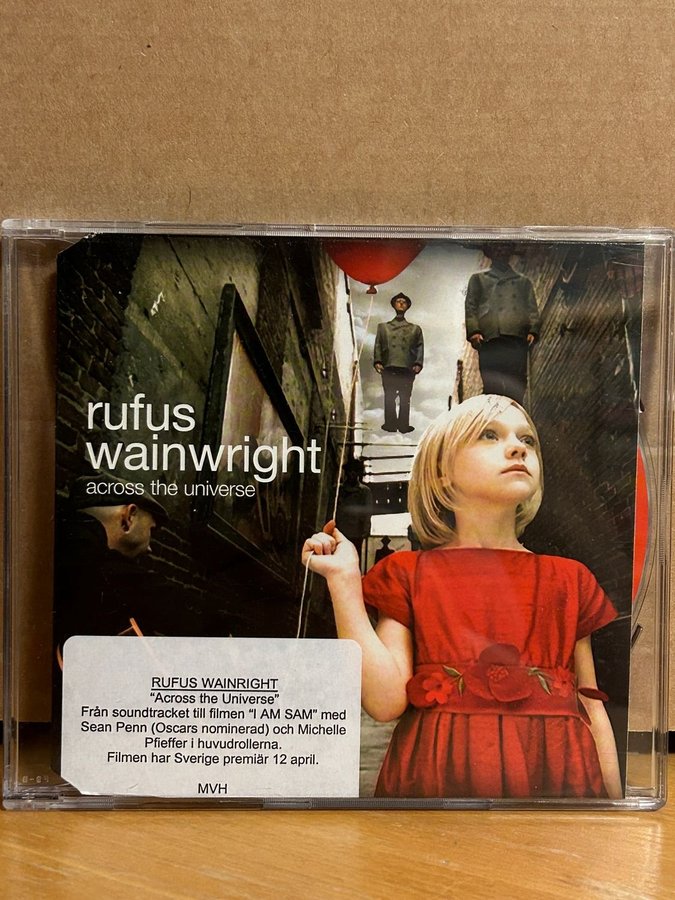 rufus
wainwright
across the universe
RUFUS WAINRIGHT
“Across the Universe”
Från soundtracket till filmen “I AM SAM” med
Sean Penn (Oscars nominerad) och Michelle
Pfieffer i huvudrollerna.
Filmen har Sverige premiär 12 april.
MVH